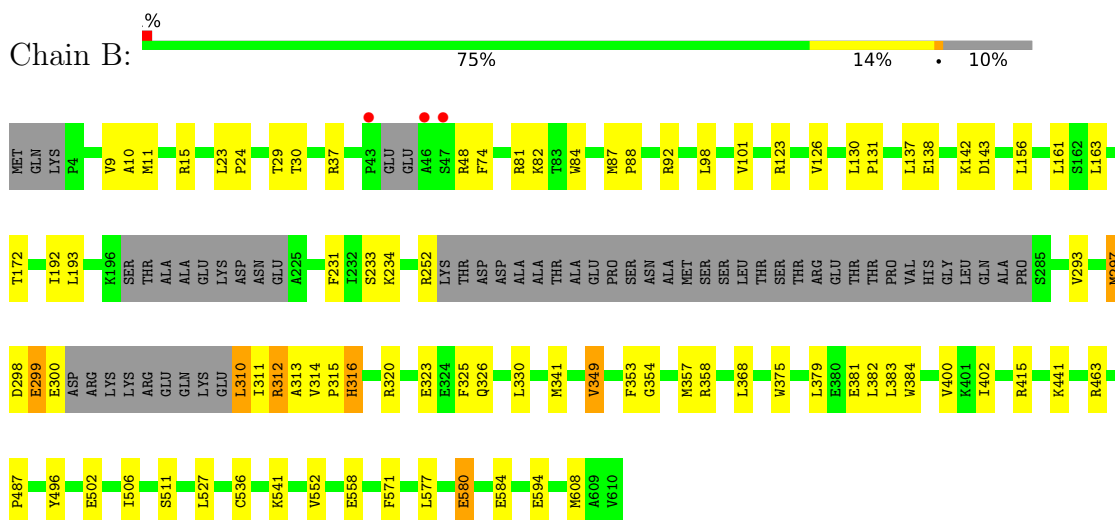 .%
Chain B:
75% 14% • 10%
MET GLN LYS P4 V9 A10 M11 R15 L23 P24 T29 T30 R37 P43 GLU GLU A46 S47 R48 F74 R81 K82 T83 W84 M87 P88 R92 L98 V101 R123 V126 L130 P131 L137 E138 K142 D143 L156 L161 S162 L163
T172 I192 L193 K196 SER THR ALA ALA GLU LYS ASP ASN GLU A225 F231 I232 S233 K234 R252 LYS THR ASP ASP ALA ALA THR ALA GLU PRO SER ASN ALA MET SER SER LEU THR SER THR ARG GLU THR THR PRO VAL HIS GLY LEU GLN ALA PRO S285 V293 M297
D298 E299 E300 ASP ARG LYS LYS ARG GLU GLN LYS GLU L310 I311 R312 A313 V314 P315 H316 R320 E323 E324 F325 Q326 L330 M341 V349 F353 G354 M357 R358 L368 W375 L379 E380 E381 L382 L383 W384 V400 K401 I402 R415 K441 R463
P487 Y496 E502 I506 S511 L527 C536 K541 V552 E558 F571 L577 E580 E584 E594 M608 A609 V610